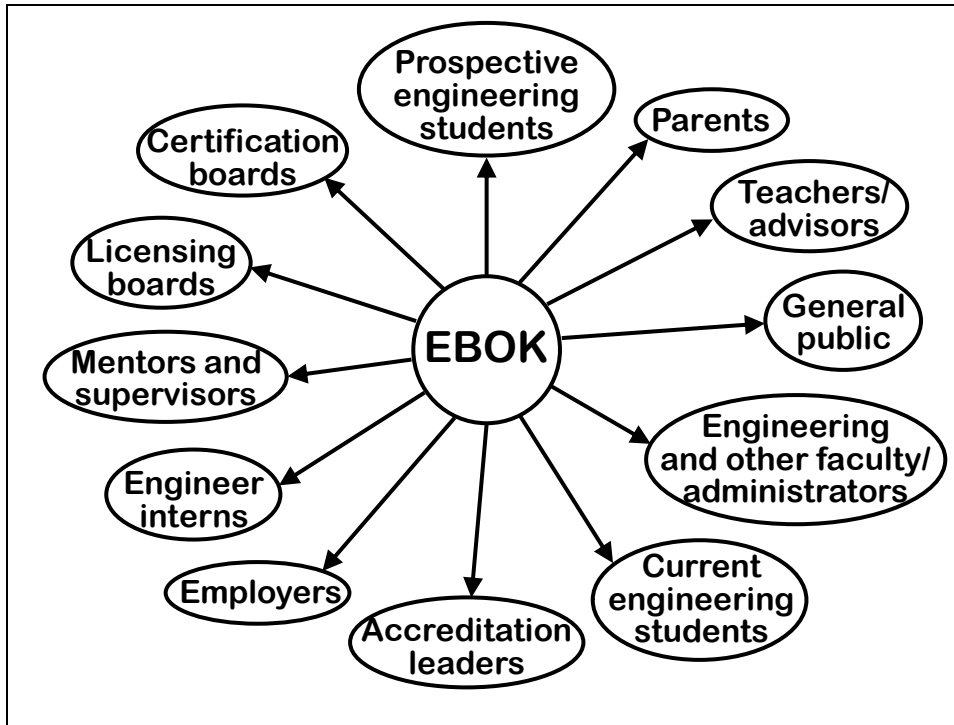 Prospective
engineering
students
Parents
Teachers/
advisors
General
public
Engineering
and other faculty/
administrators
Current
engineering
students
Accreditation
leaders
Employers
Engineer
interns
Mentors and
supervisors
Licensing
boards
Certification
boards
EBOK